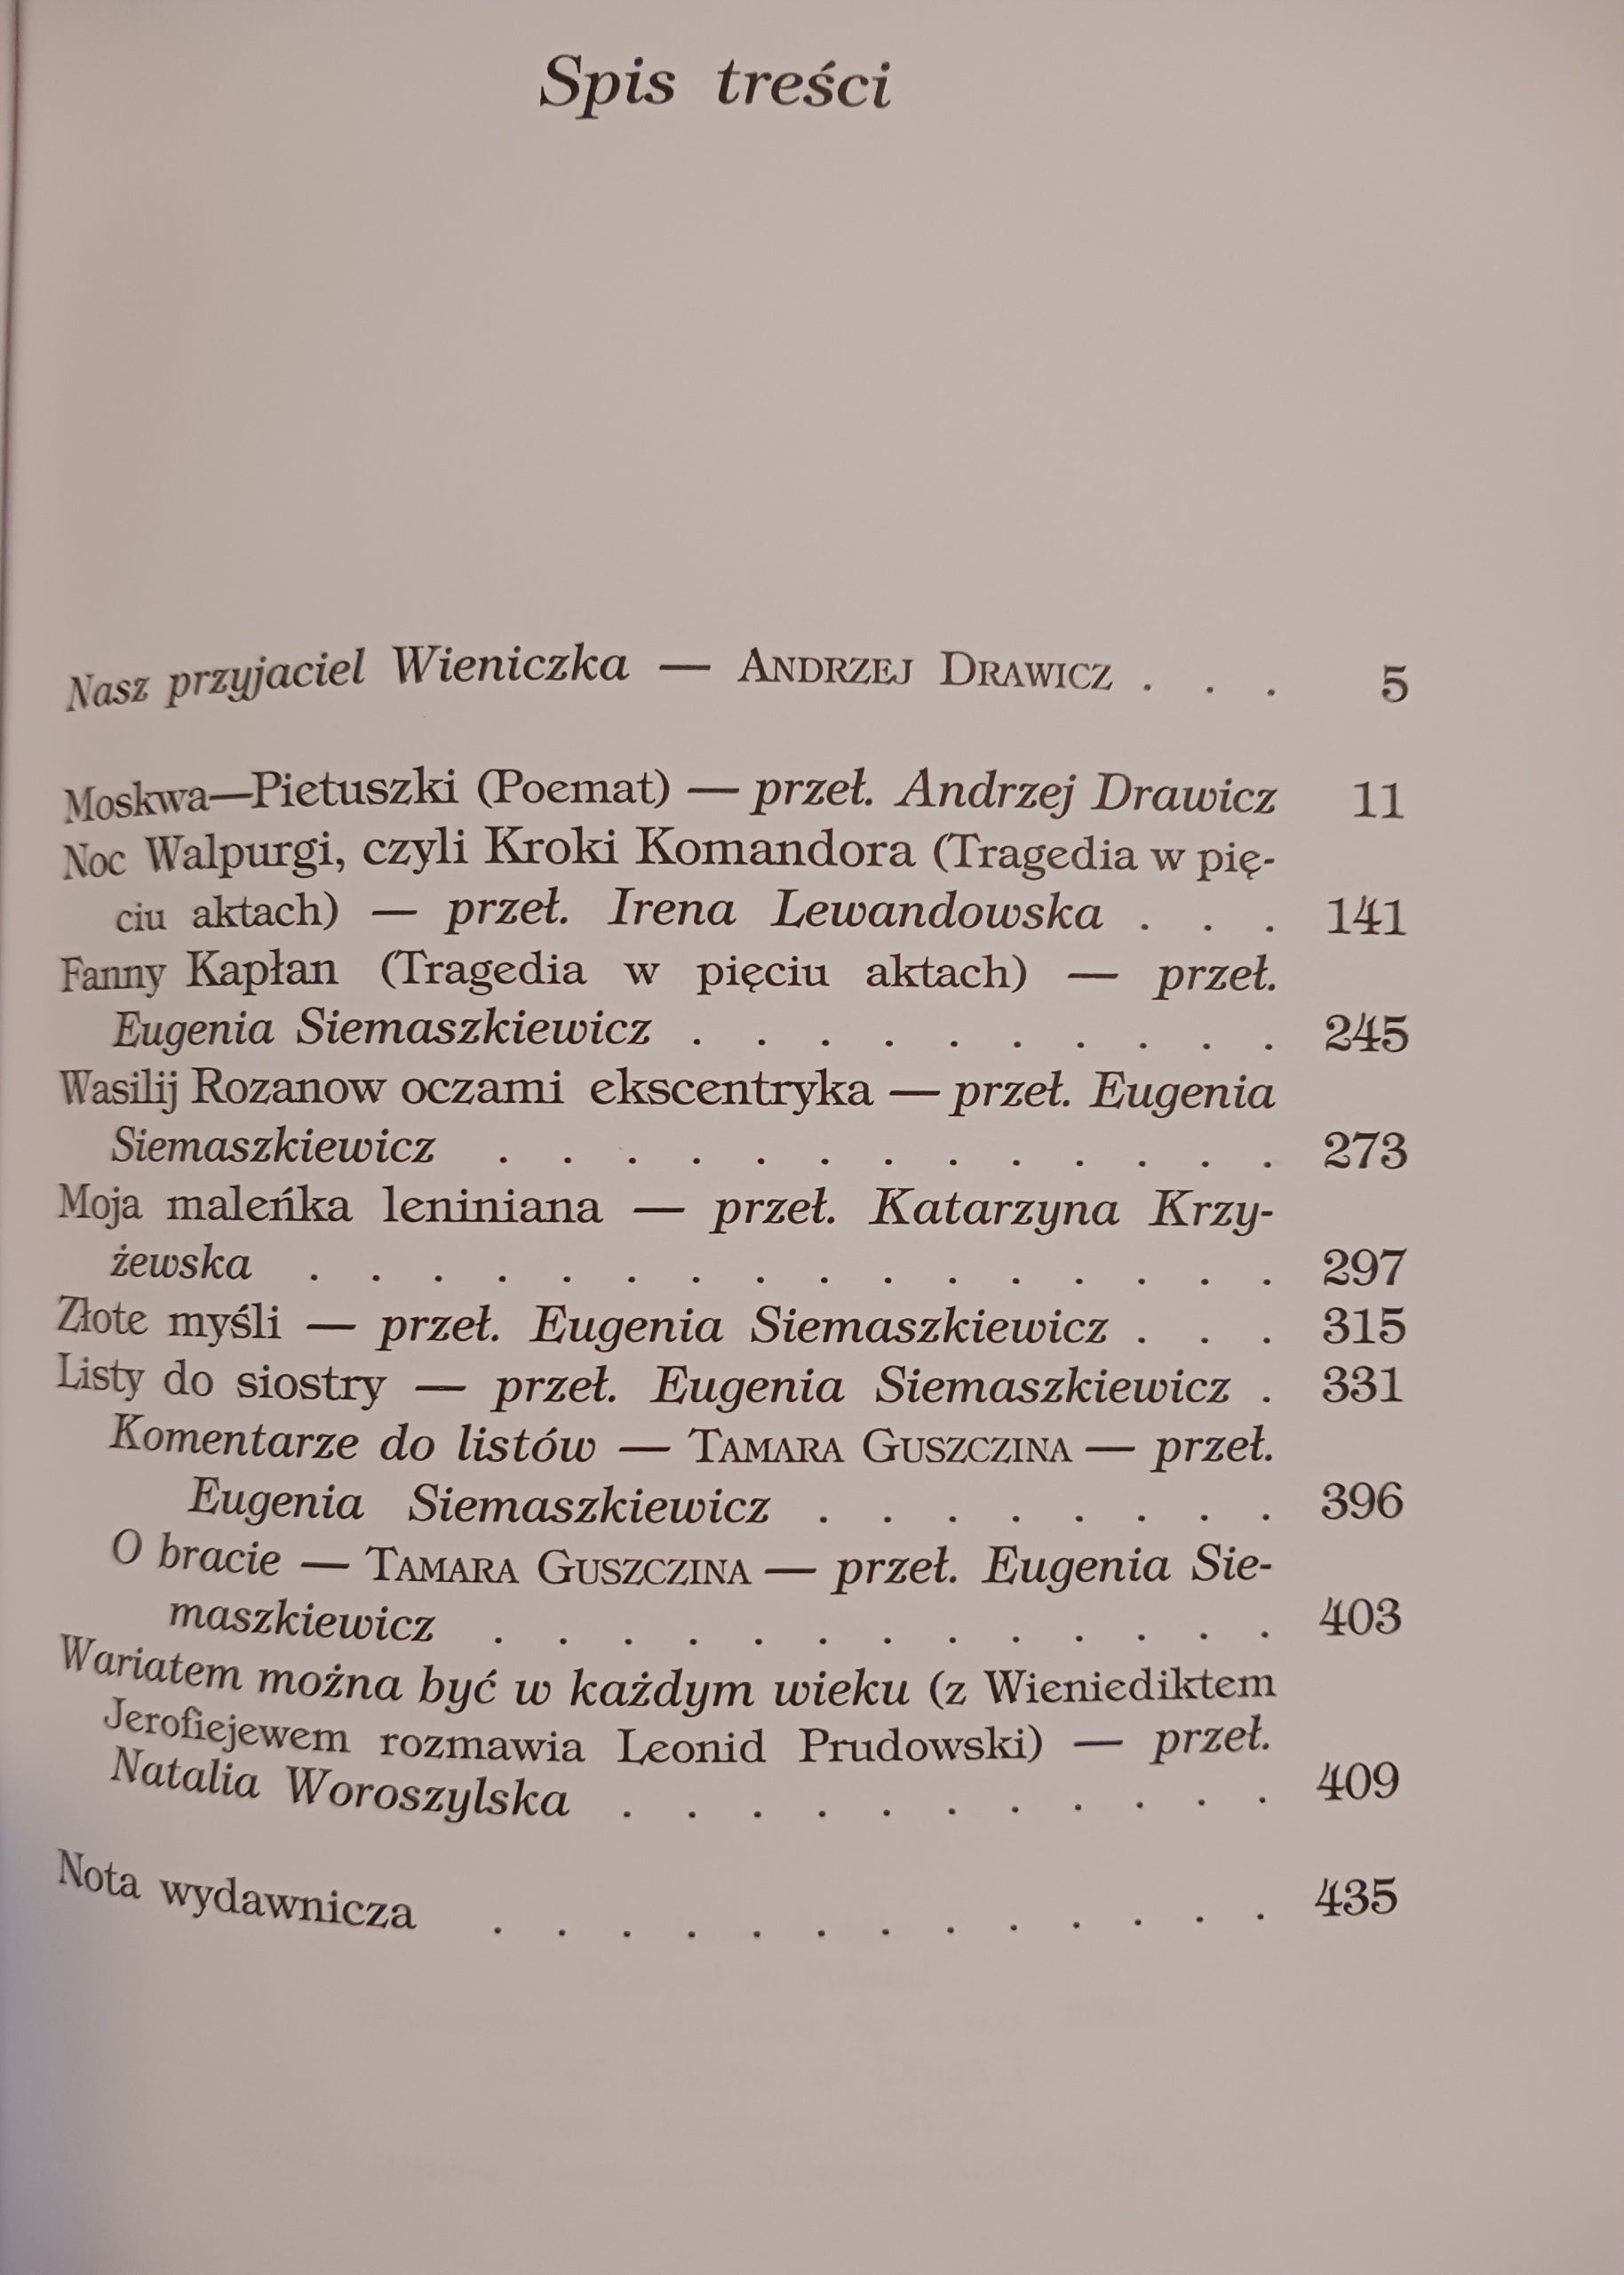 Spis treści
Nasz przyjaciel Wieniczka — ANDRZEJ DRAWICZ . . . 5
Moskwa—Pietuszki (Poemat) — przeł. Andrzej Drawicz 11
Noc Walpurgi, czyli Kroki Komandora (Tragedia w pię-
ciu aktach) — przeł. Irena Lewandowska . . . 141
Fanny Kapłan (Tragedia w pięciu aktach) — przeł.
Eugenia Siemaszkiewicz . . . . . . . . . . 245
Wasilij Rozanow oczami ekscentryka — przeł. Eugenia
Siemaszkiewicz . . . . . . . . . . . . . 273
Moja maleńka leniniana — przeł. Katarzyna Krzy-
żewska . . . . . . . . . . . . . . . . 297
Złote myśli — przeł. Eugenia Siemaszkiewicz . . . 315
Listy do siostry — przeł. Eugenia Siemaszkiewicz . 331
Komentarze do listów — TAMARA GUSZCZINA — przeł.
Eugenia Siemaszkiewicz . . . . . . . . 396
O bracie — TAMARA GUSZCZINA — przeł. Eugenia Sie-
maszkiewicz . . . . . . . . . . . . . 403
Wariatem można być w każdym wieku (z Wieniediktem
Jerofiejewem rozmawia Leonid Prudowski) — przeł.
Natalia Woroszylska . . . . . . . . . . . 409
Nota wydawnicza . . . . . . . . . . . . . 435